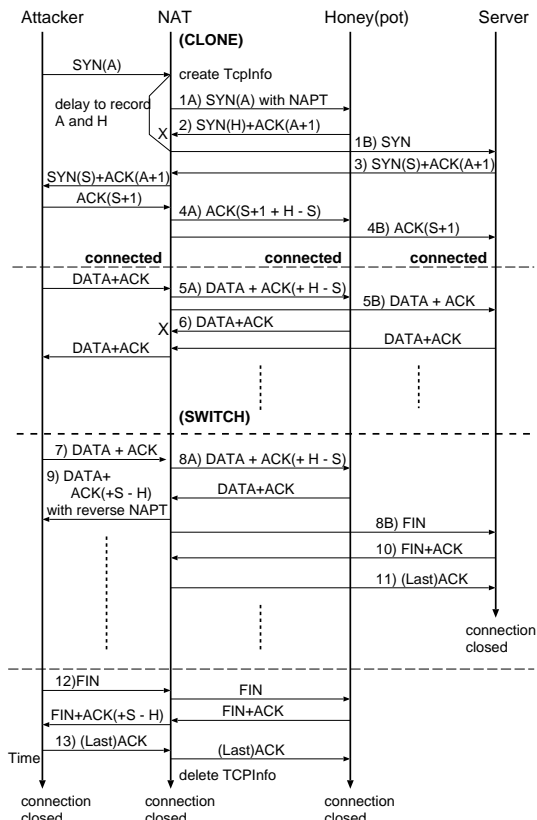 Attacker NAT Honey(pot) Server
(CLONE)
SYN(A)
create TcpInfo
delay to record
A and H
1A) SYN(A) with NAPT
2) SYN(H)+ACK(A+1)
X
1B) SYN
3) SYN(S)+ACK(A+1)
SYN(S)+ACK(A+1)
ACK(S+1)
4A) ACK(S+1 + H - S)
4B) ACK(S+1)
connected connected connected
DATA+ACK
5A) DATA + ACK(+ H - S)
5B) DATA + ACK
6) DATA+ACK
X
DATA+ACK
DATA+ACK
(SWITCH)
7) DATA + ACK
8A) DATA + ACK(+ H - S)
9) DATA+
ACK(+S - H)
with reverse NAPT
DATA+ACK
8B) FIN
10) FIN+ACK
11) (Last)ACK
connection
closed
12)FIN
FIN
FIN+ACK
FIN+ACK(+S - H)
13) (Last)ACK
(Last)ACK
Time
delete TCPInfo
connection connection connection
closed closed closed